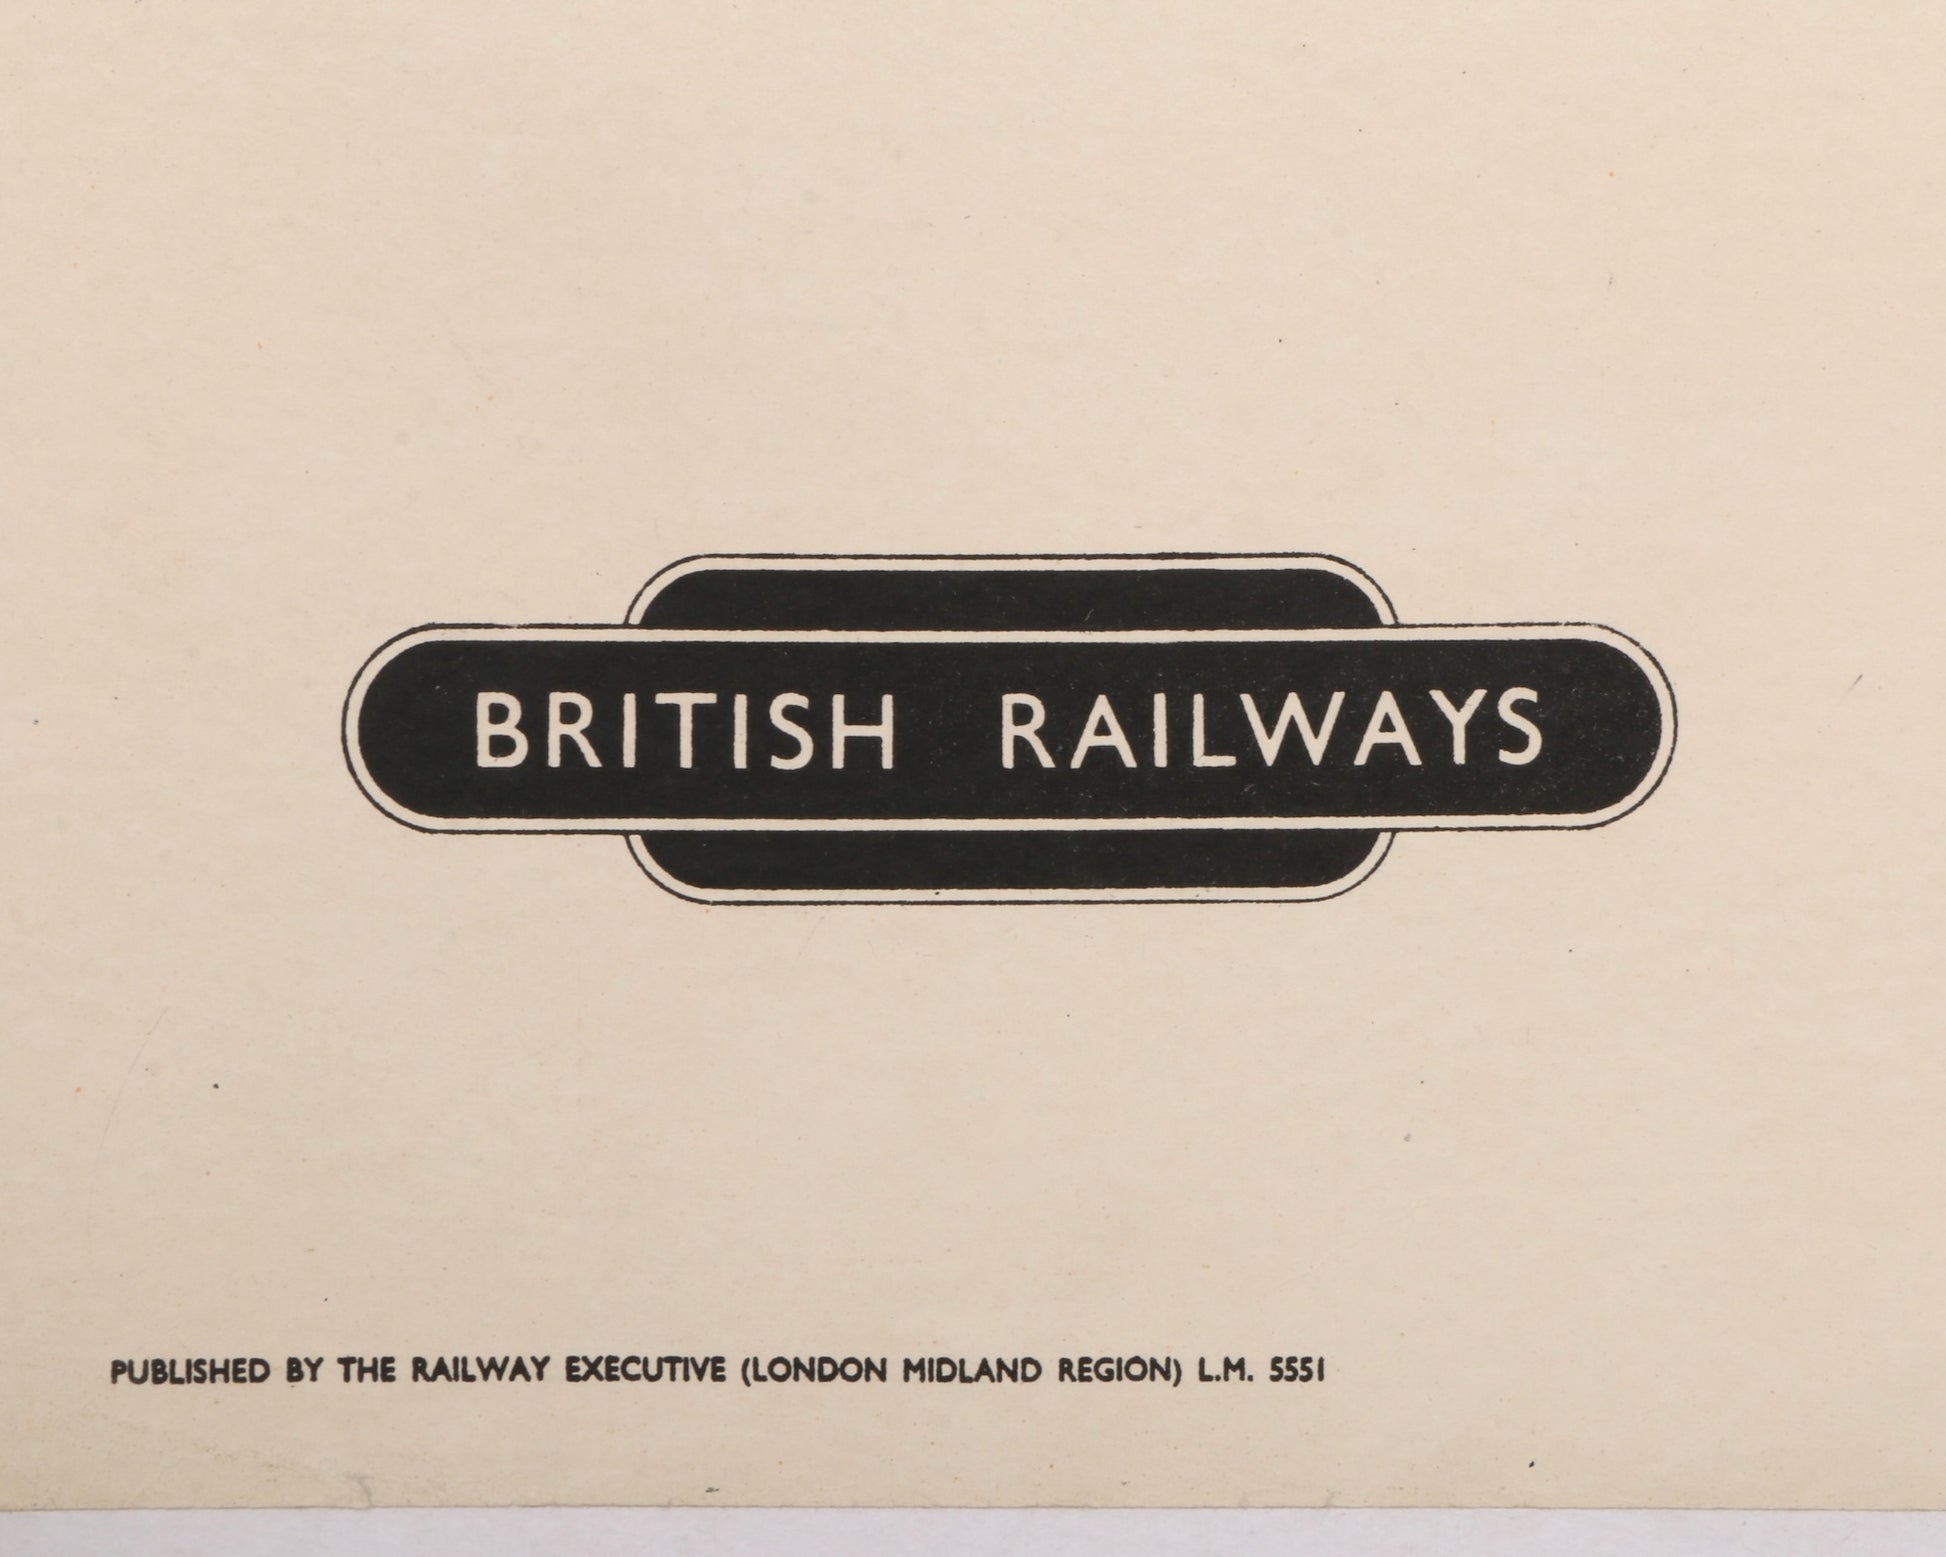 BRITISH RAILWAYS
PUBLISHED BY THE RAILWAY EXECUTIVE (LONDON MIDLAND REGION) L.M. 5551